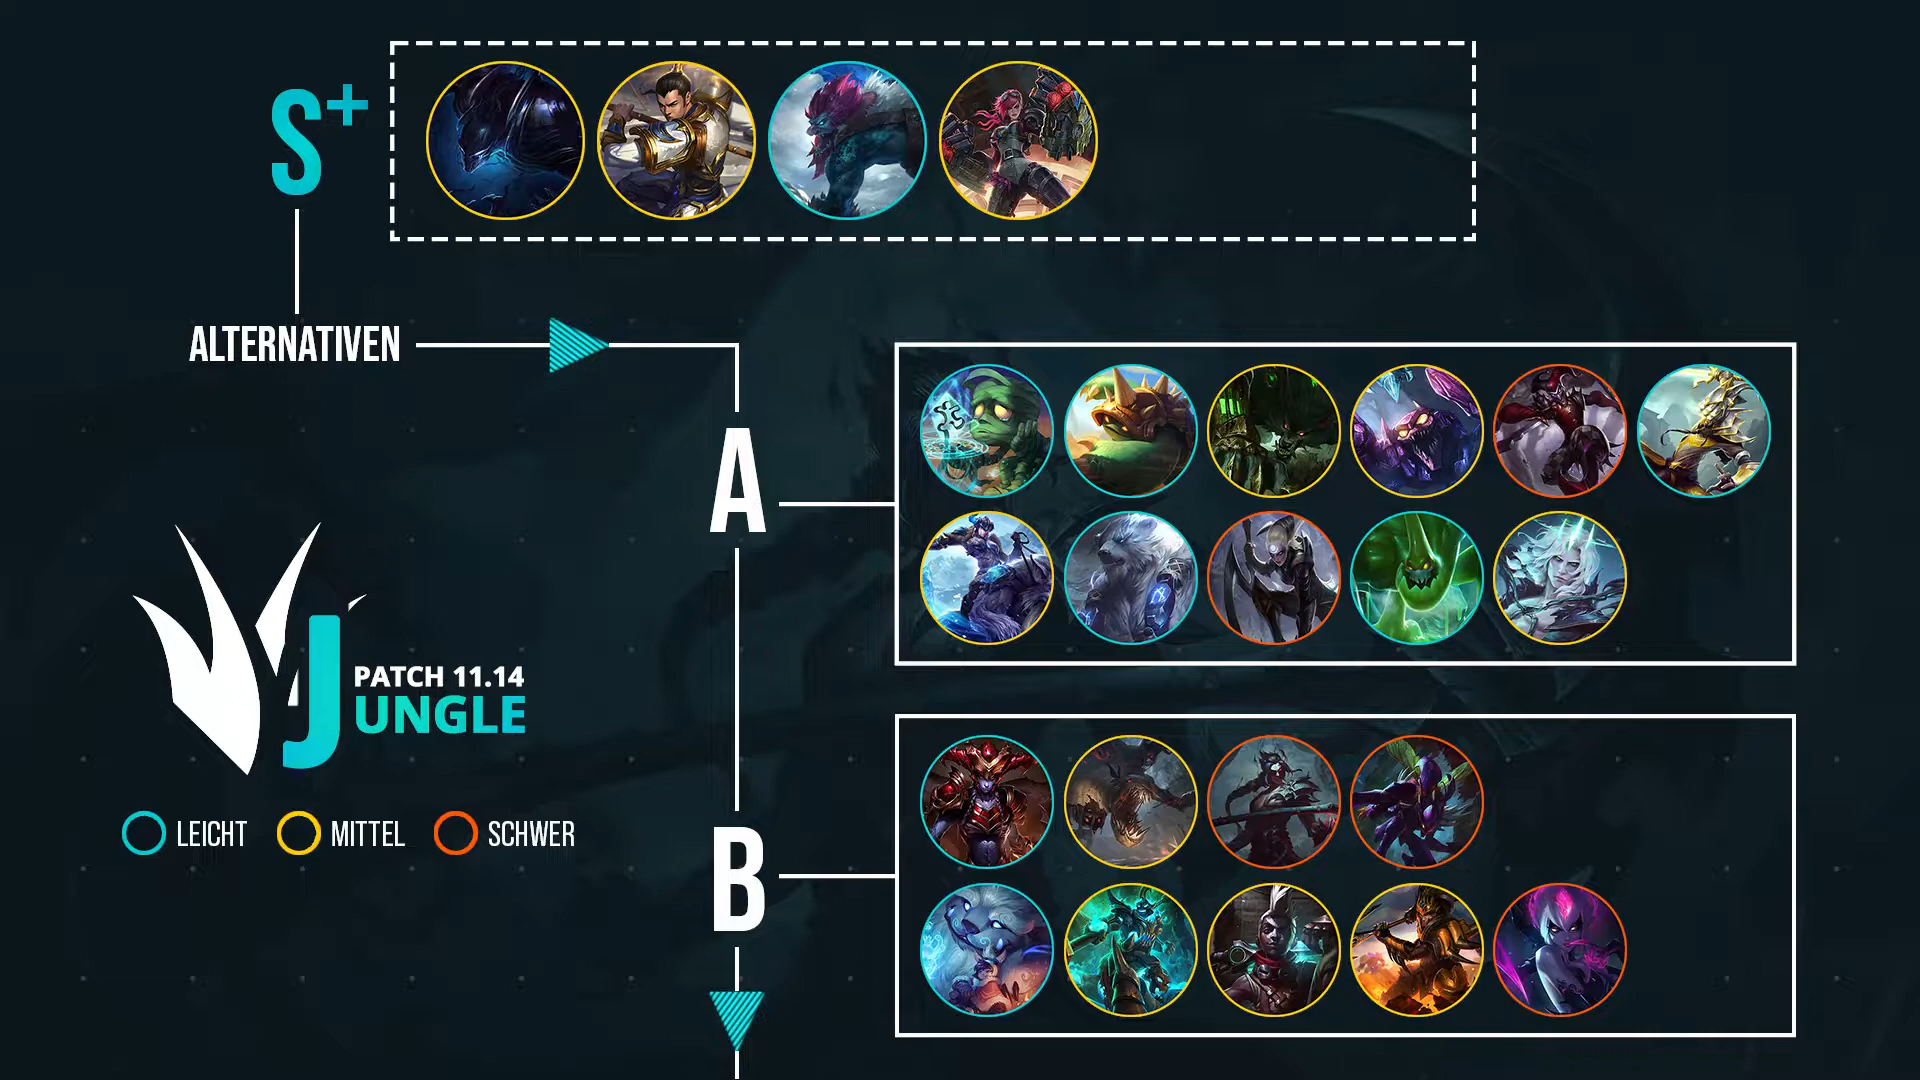 S+
ALTERNATIVEN
A
PATCH 11.14
JUNGLE
LEICHT MITTEL SCHWER
B